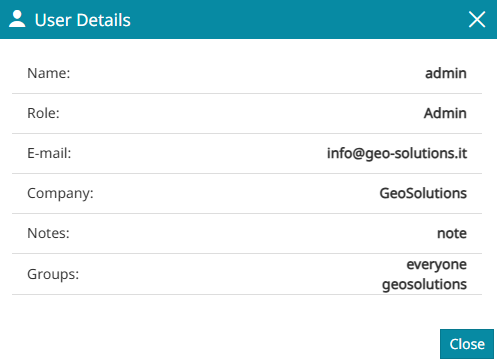 User Details
Name: admin
Role: Admin
E-mail: info@geo-solutions.it
Company: GeoSolutions
Notes: note
Groups: everyone
geosolutions
Close